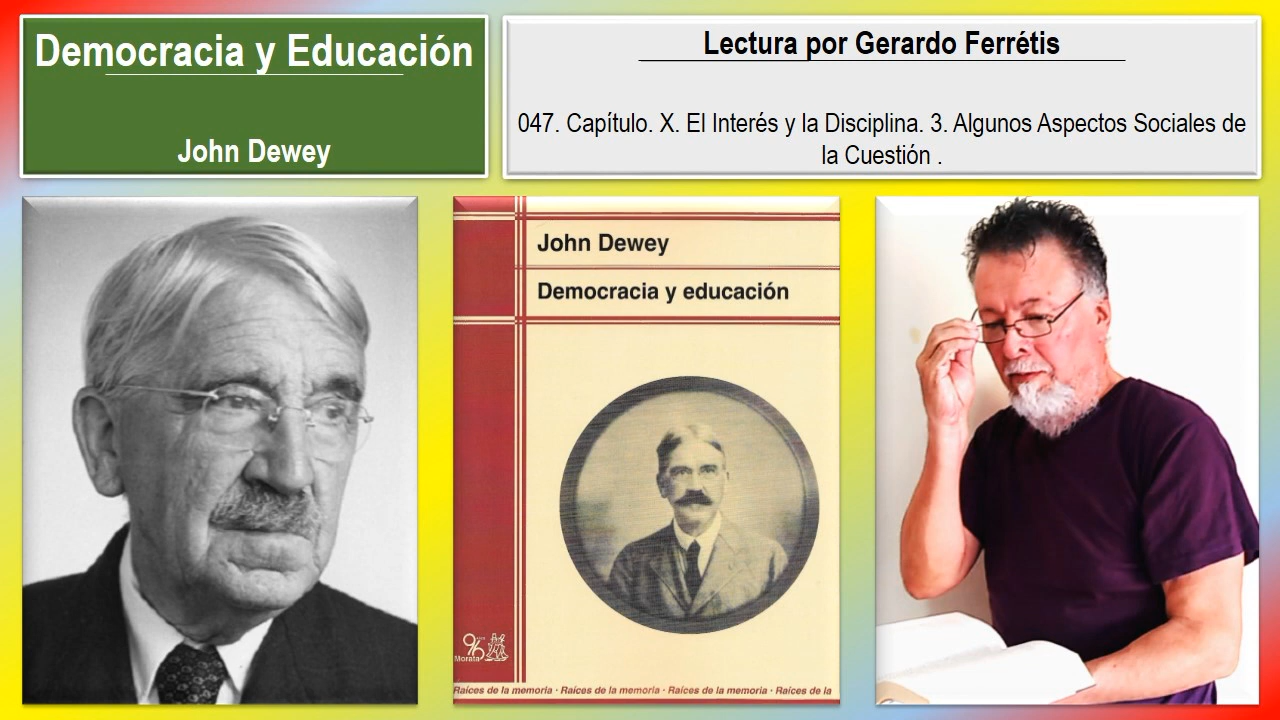 Democracia y Educación
John Dewey
Lectura por Gerardo Ferrétis
047. Capítulo. X. El Interés y la Disciplina. 3. Algunos Aspectos Sociales de
la Cuestión .
John Dewey
Democracia y educación
Morata
Raíces de la memoria · Raíces de la memoria · Raíces de la memoria · Raíces de la